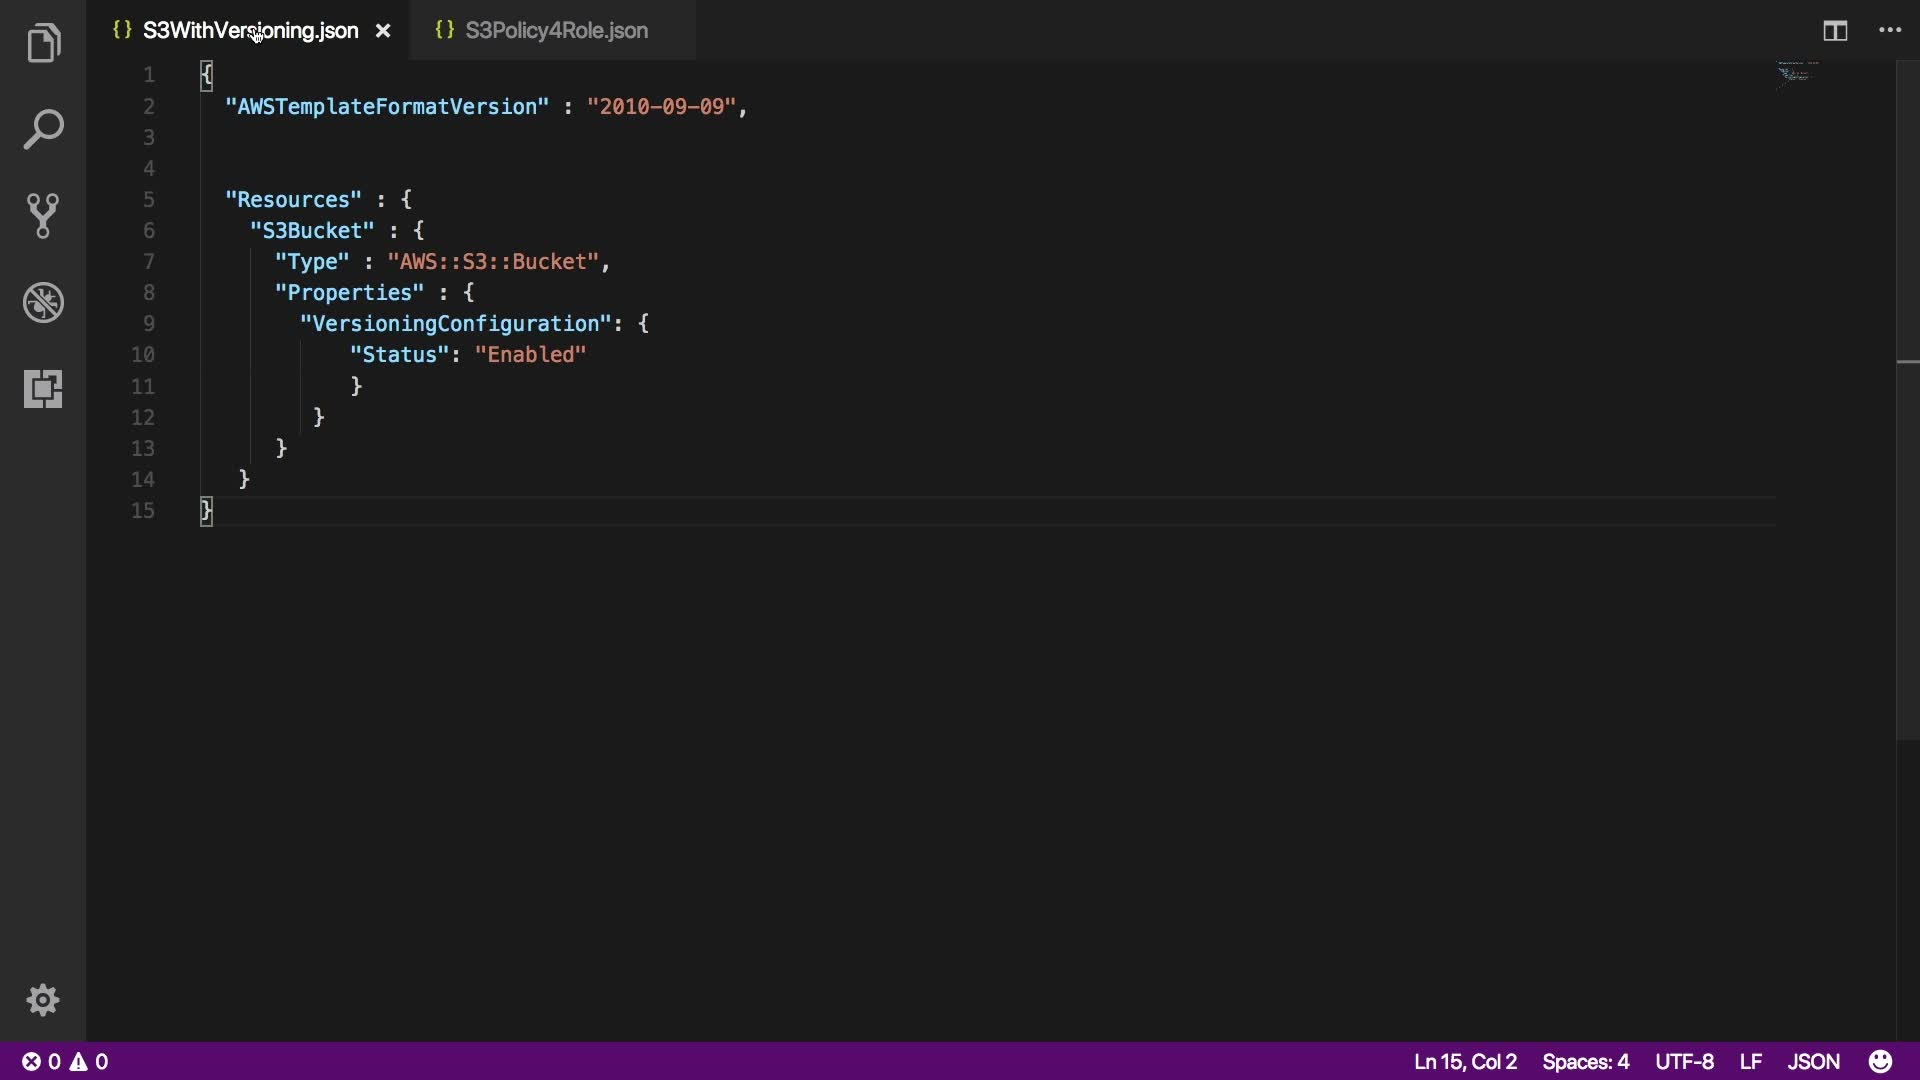 {} S3WithVersioning.json ×
{} S3Policy4Role.json
1 {
2 "AWSTemplateFormatVersion" : "2010-09-09",
3
4
5 "Resources" : {
6 "S3Bucket" : {
7 "Type" : "AWS::S3::Bucket",
8 "Properties" : {
9 "VersioningConfiguration": {
10 "Status": "Enabled"
11 }
12 }
13 }
14 }
15 }
0 0 Ln 15, Col 2 Spaces: 4 UTF-8 LF JSON